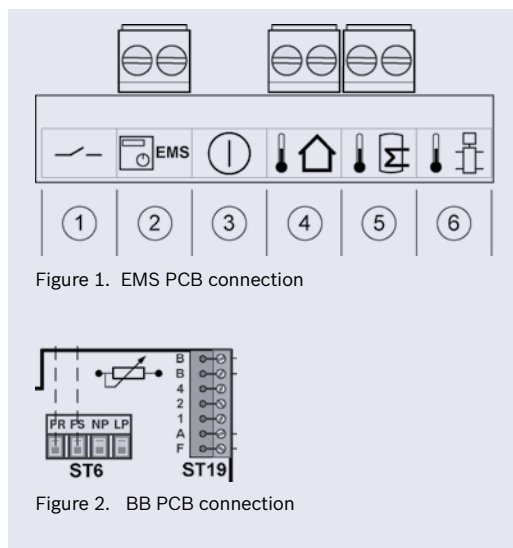 EMS
1 2 3 4 5 6
Figure 1. EMS PCB connection
B
B
4
2
1
A
F
PR PS NP LP
ST6 ST19
Figure 2. BB PCB connection